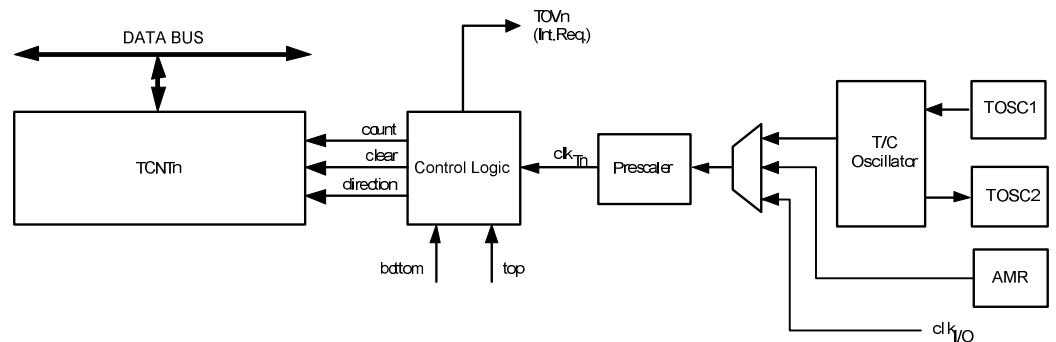 TOVn
(Int.Req.)
DATA BUS
TCNTn
count
clear
direction
Control Logic
bottom
top
clkTn
Prescaler
T/C
Oscillator
TOSC1
TOSC2
AMR
clkI/O